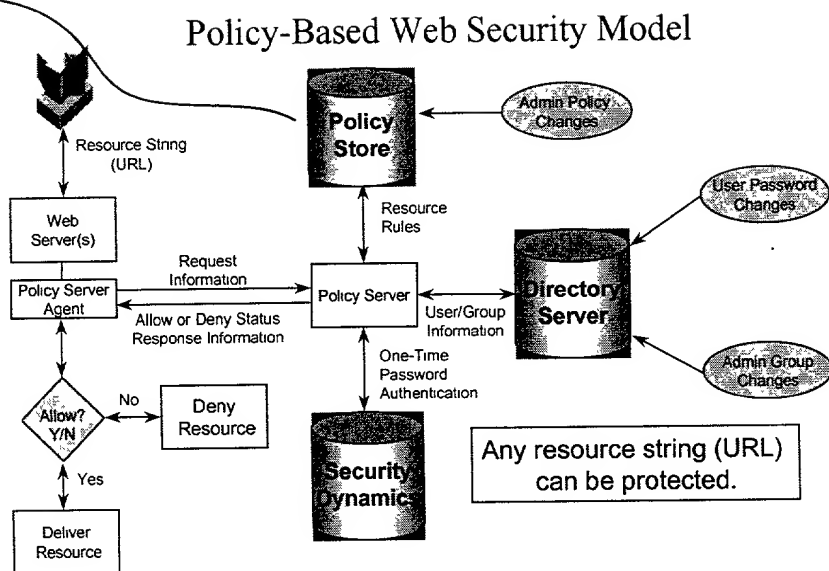 Policy-Based Web Security Model
Resource String
(URL)
Policy
Store
Admin Policy
Changes
User Password
Changes
Web
Server(s)
Resource
Rules
Request
Information
Policy Server
Agent
Policy Server
Allow or Deny Status
Response Information
User/Group
Information
Directory
Server
One-Time
Password
Authentication
Admin Group
Changes
Allow?
Y/N
No
Deny
Resource
Yes
Security
Dynamics
Any resource string (URL)
can be protected.
Deliver
Resource